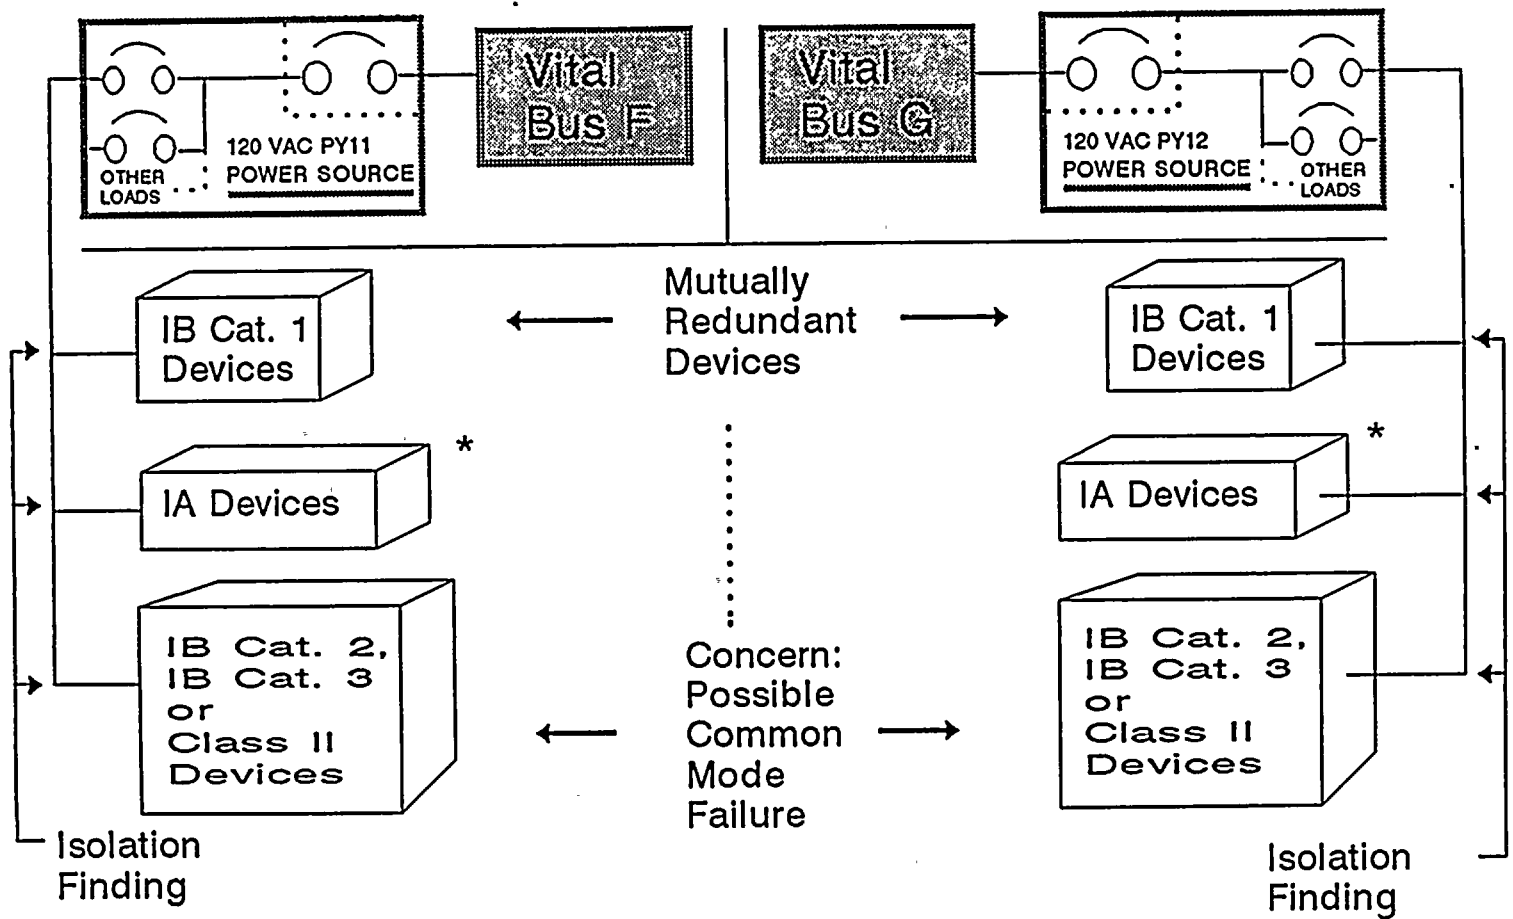 Vital
Bus F
Vital
Bus G
120 VAC PY11
POWER SOURCE
OTHER
LOADS
120 VAC PY12
POWER SOURCE
OTHER
LOADS
IB Cat. 1
Devices
Mutually
Redundant
Devices
IB Cat. 1
Devices
IA Devices
*
IA Devices
*
IB Cat. 2,
IB Cat. 3
or
Class II
Devices
Concern:
Possible
Common
Mode
Failure
IB Cat. 2,
IB Cat. 3
or
Class II
Devices
Isolation
Finding
Isolation
Finding